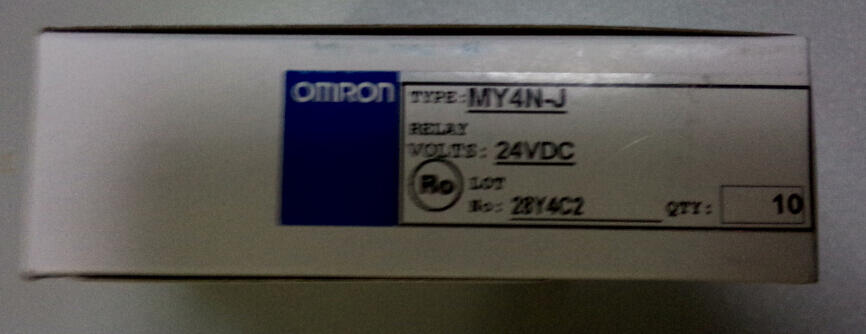 OMRON
TYPE: MY4N-J
RELAY
VOLTS: 24VDC
Ro
LOT
No: 28Y4C2
QTY: 10